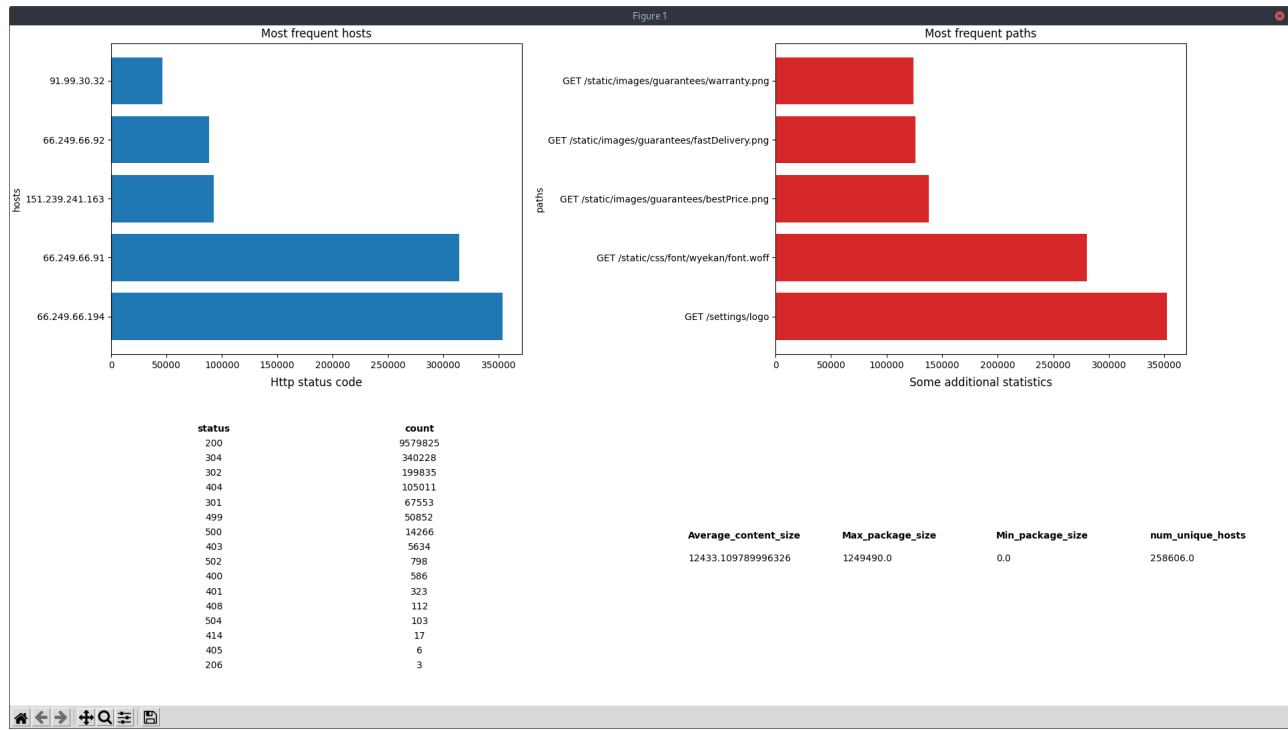 Figure 1
Most frequent hosts
91.99.30.32
66.249.66.92
151.239.241.163
66.249.66.91
66.249.66.194
hosts
0 50000 100000 150000 200000 250000 300000 350000
Most frequent paths
GET /static/images/guarantees/warranty.png
GET /static/images/guarantees/fastDelivery.png
GET /static/images/guarantees/bestPrice.png
GET /static/css/font/wyekan/font.woff
GET /settings/logo
paths
0 50000 100000 150000 200000 250000 300000 350000
Http status code
status count
200 9579825
304 340228
302 199835
404 105011
301 67553
499 50852
500 14266
403 5634
502 798
400 586
401 323
408 112
504 103
414 17
405 6
206 3
Some additional statistics
Average_content_size Max_package_size Min_package_size num_unique_hosts
12433.109789996326 1249490.0 0.0 258606.0